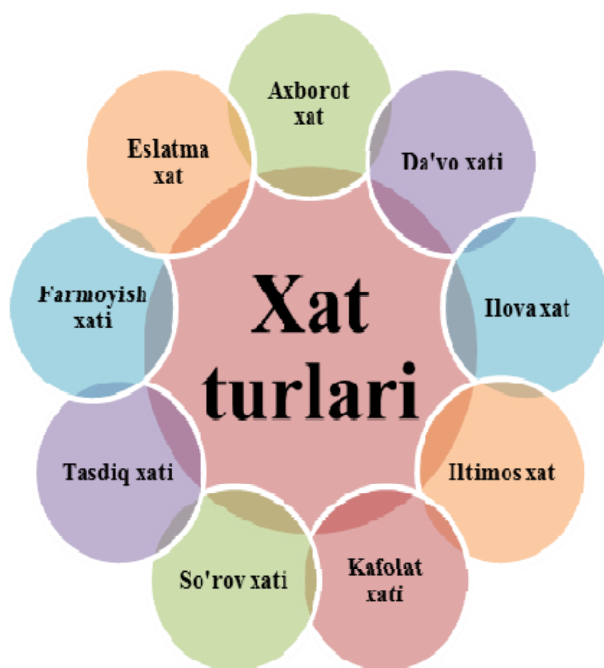 Axborot
xat
Da'vo xati
Ilova xat
Iltimos xat
Kafolat
xati
So'rov xati
Tasdiq xati
Farmoyish
xati
Eslatma
xat
Xat
turlari